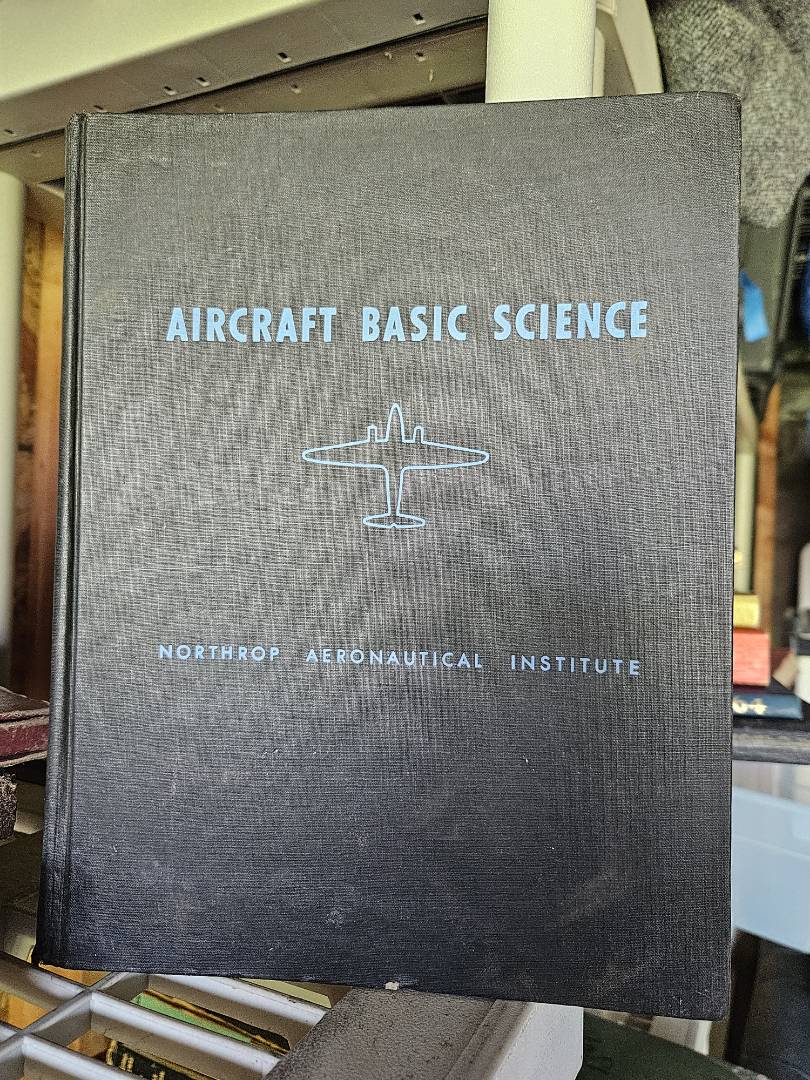 AIRCRAFT BASIC SCIENCE
NORTHROP AERONAUTICAL INSTITUTE